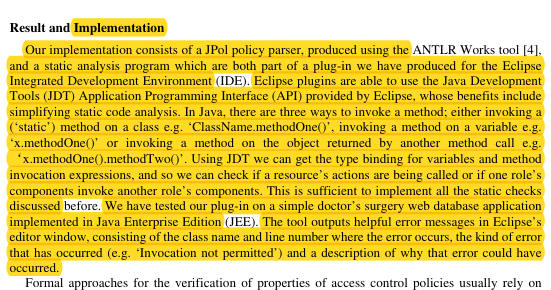 Result and Implementation
Our implementation consists of a JPol policy parser, produced using the ANTLR Works tool [4],
and a static analysis program which are both part of a plug-in we have produced for the Eclipse
Integrated Development Environment (IDE). Eclipse plugins are able to use the Java Development
Tools (JDT) Application Programming Interface (API) provided by Eclipse, whose benefits include
simplifying static code analysis. In Java, there are three ways to invoke a method; either invoking a
(‘static’) method on a class e.g. ‘ClassName.methodOne()’, invoking a method on a variable e.g.
‘x.methodOne()’ or invoking a method on the object returned by another method call e.g.
‘x.methodOne().methodTwo()’. Using JDT we can get the type binding for variables and method
invocation expressions, and so we can check if a resource’s actions are being called or if one role’s
components invoke another role’s components. This is sufficient to implement all the static checks
discussed before. We have tested our plug-in on a simple doctor’s surgery web database application
implemented in Java Enterprise Edition (JEE). The tool outputs helpful error messages in Eclipse’s
editor window, consisting of the class name and line number where the error occurs, the kind of error
that has occurred (e.g. ‘Invocation not permitted’) and a description of why that error could have
occurred.
Formal approaches for the verification of properties of access control policies usually rely on